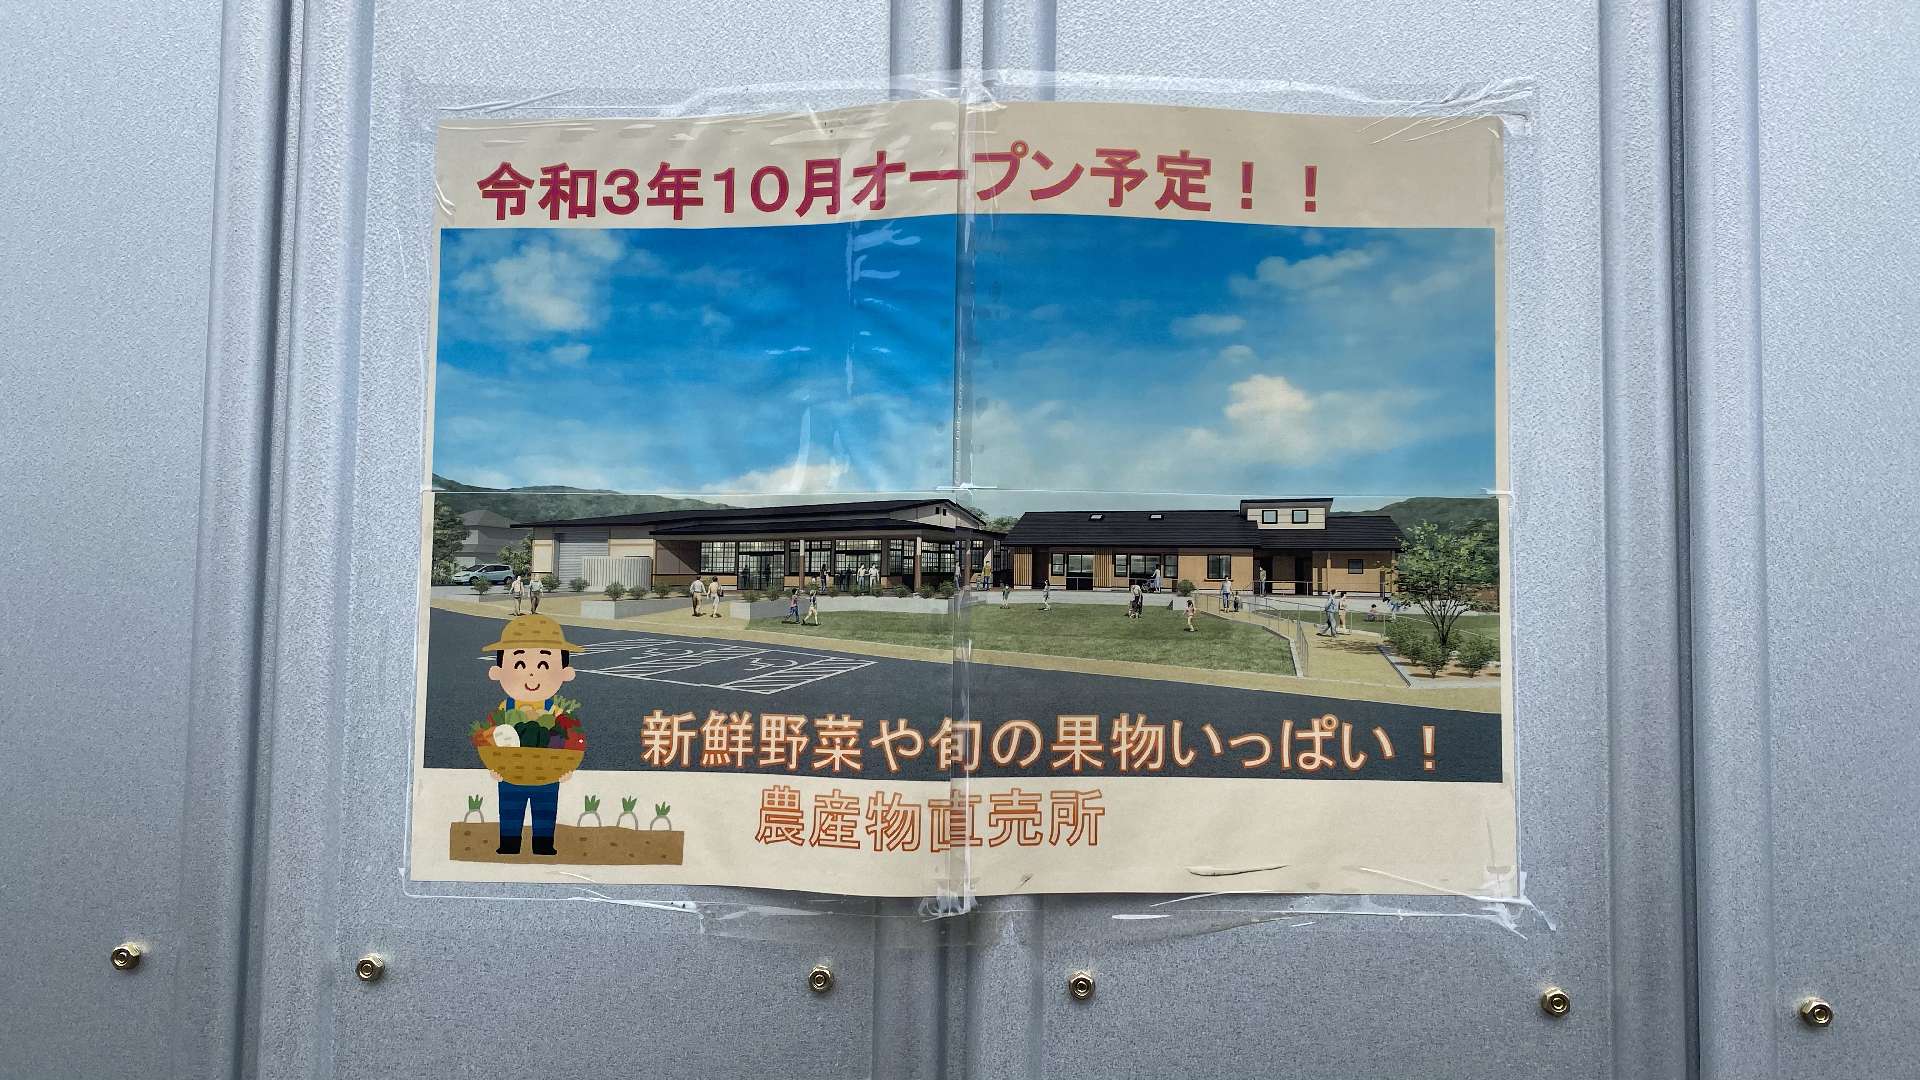 令和3年10月オープン予定！！
新鮮野菜や旬の果物いっぱい！
農産物直売所